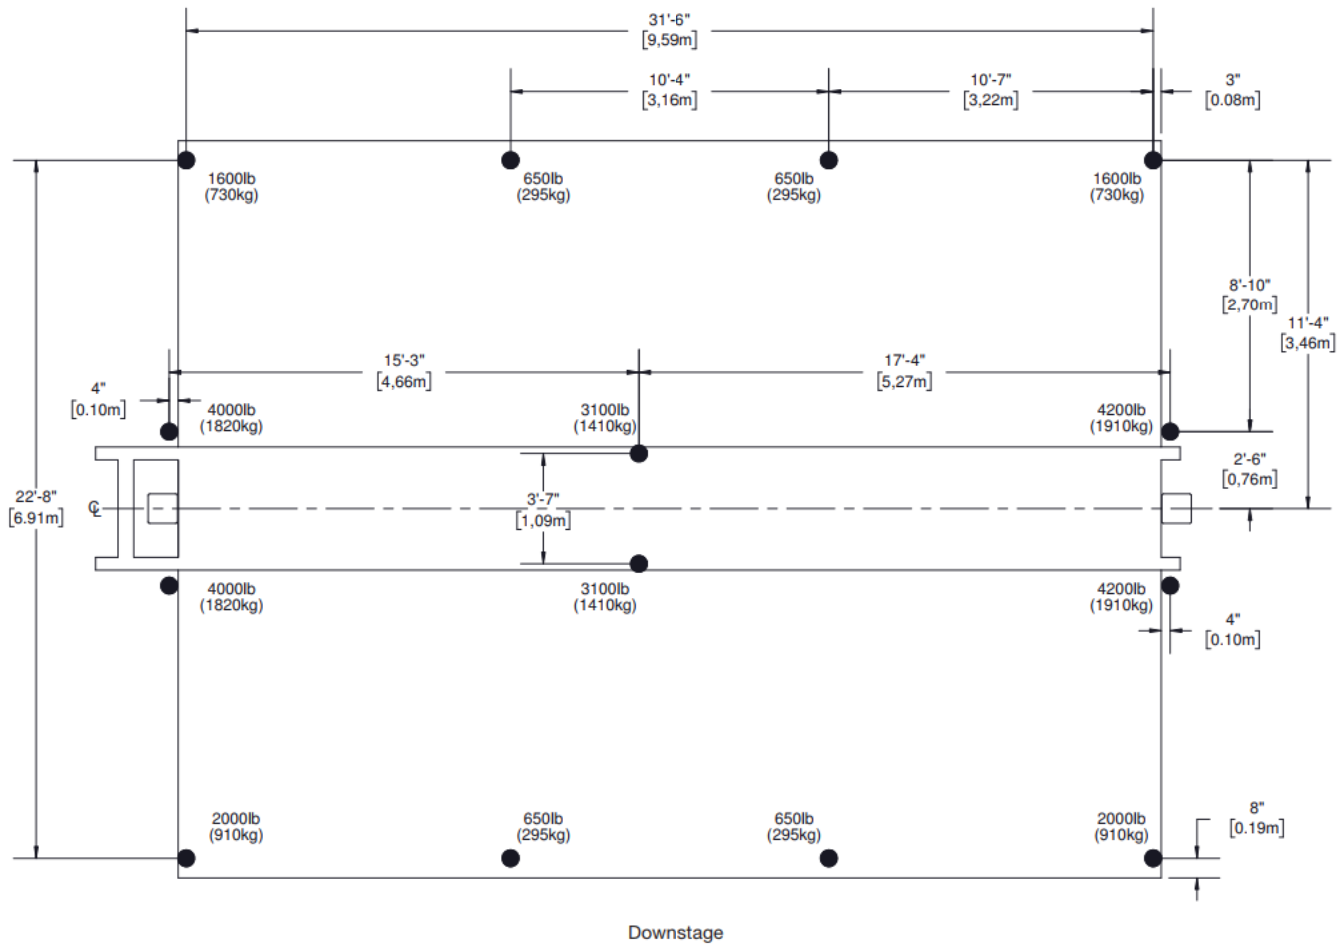 31'-6"
[9,59m]
10'-4"
[3,16m]
10'-7"
[3,22m]
3"
[0.08m]
1600lb
(730kg)
650lb
(295kg)
650lb
(295kg)
1600lb
(730kg)
8'-10"
[2,70m]
11'-4"
[3,46m]
15'-3"
[4,66m]
17'-4"
[5,27m]
4"
[0.10m]
4000lb
(1820kg)
3100lb
(1410kg)
4200lb
(1910kg)
2'-6"
[0,76m]
22'-8"
[6.91m]
℄
3'-7"
[1,09m]
4000lb
(1820kg)
3100lb
(1410kg)
4200lb
(1910kg)
4"
[0.10m]
2000lb
(910kg)
650lb
(295kg)
650lb
(295kg)
2000lb
(910kg)
8"
[0.19m]
Downstage